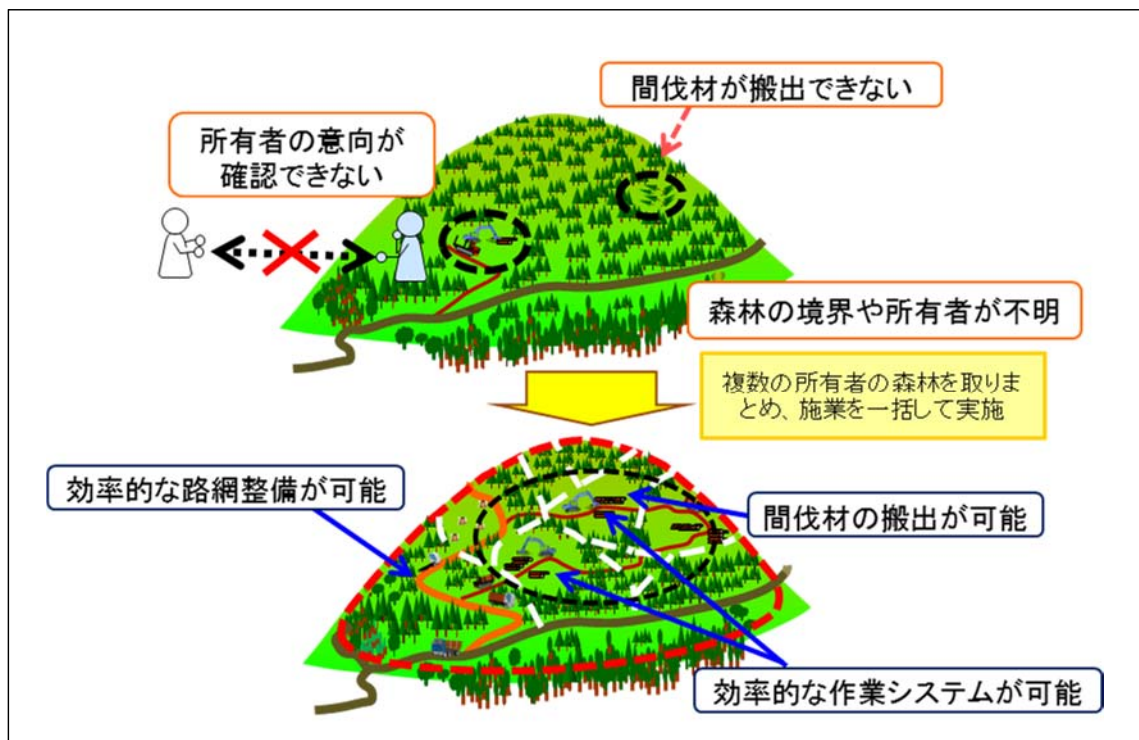 間伐材が搬出できない
所有者の意向が
確認できない
森林の境界や所有者が不明
複数の所有者の森林を取りま
とめ、施業を一括して実施
効率的な路網整備が可能
間伐材の搬出が可能
効率的な作業システムが可能